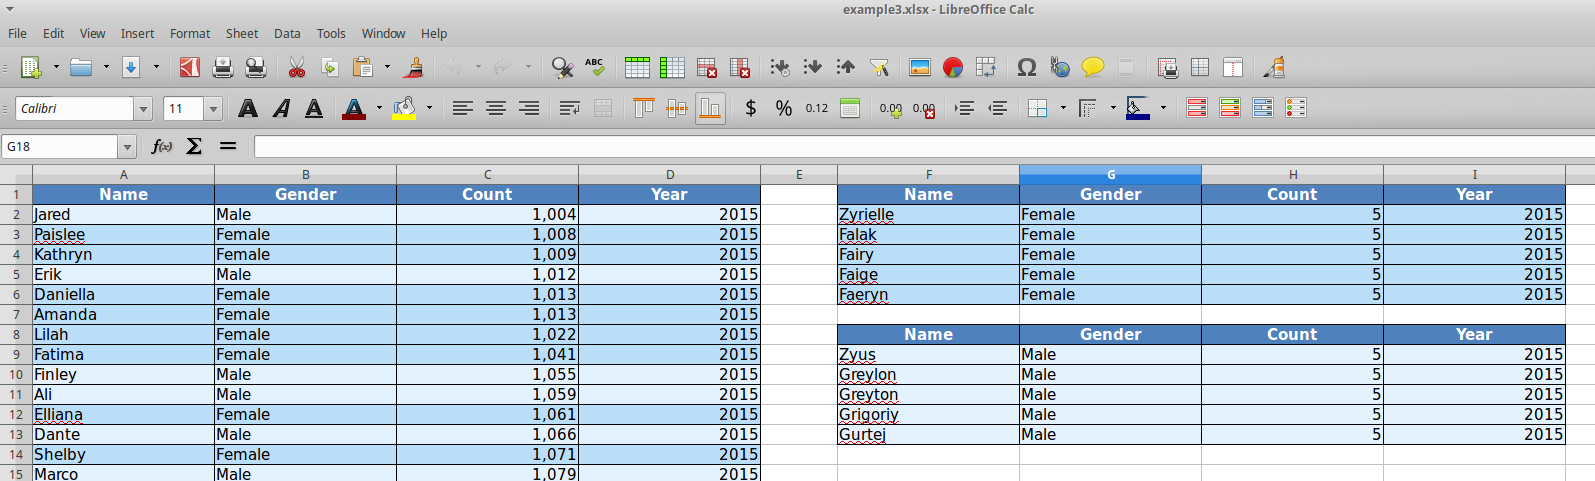 example3.xlsx - LibreOffice Calc
File Edit View Insert Format Sheet Data Tools Window Help
ABC
Calibri 11 A A A A $ % 0.12 0.00 0.00
G18 f(x) Σ =
A B C D E F G H I
1 Name Gender Count Year Name Gender Count Year
2 Jared Male 1,004 2015 Zyrielle Female 5 2015
3 Paislee Female 1,008 2015 Falak Female 5 2015
4 Kathryn Female 1,009 2015 Fairy Female 5 2015
5 Erik Male 1,012 2015 Faige Female 5 2015
6 Daniella Female 1,013 2015 Faeryn Female 5 2015
7 Amanda Female 1,013 2015
8 Lilah Female 1,022 2015 Name Gender Count Year
9 Fatima Female 1,041 2015 Zyus Male 5 2015
10 Finley Male 1,055 2015 Greylon Male 5 2015
11 Ali Male 1,059 2015 Greyton Male 5 2015
12 Elliana Female 1,061 2015 Grigoriy Male 5 2015
13 Dante Male 1,066 2015 Gurtej Male 5 2015
14 Shelby Female 1,071 2015
15 Marco Male 1,079 2015